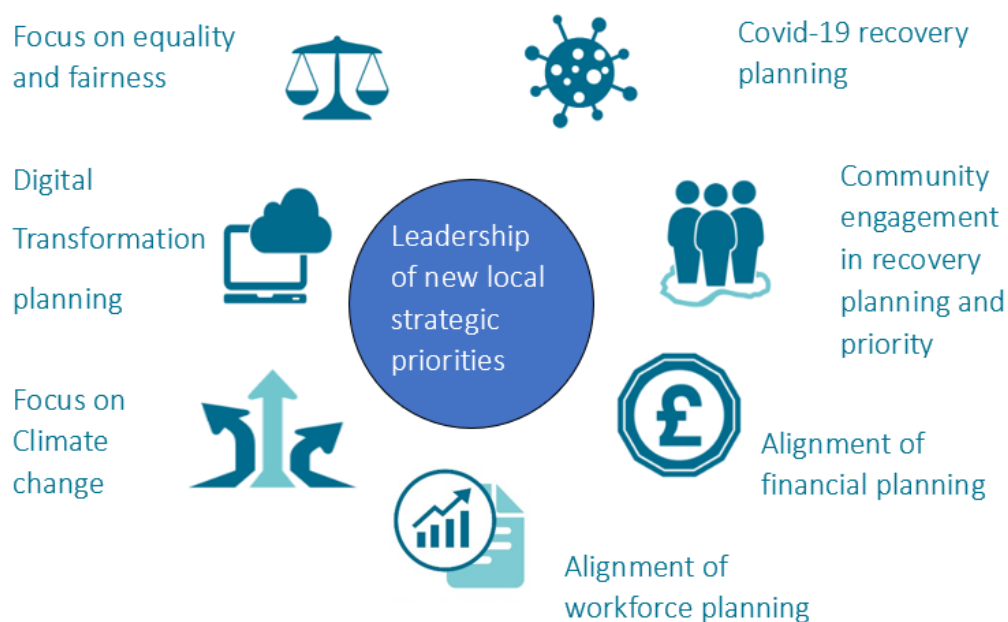 Focus on equality
and fairness
Covid-19 recovery
planning
Digital
Transformation
planning
Leadership
of new local
strategic
priorities
Community
engagement
in recovery
planning and
priority
Focus on
Climate
change
£
Alignment of
financial planning
Alignment of
workforce planning